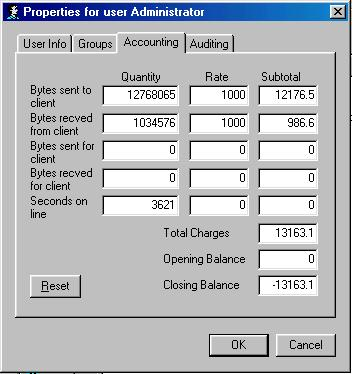 Properties for user Administrator
User Info Groups Accounting Auditing
Quantity Rate Subtotal
Bytes sent to client 12768065 1000 12176.5
Bytes recved from client 1034576 1000 986.6
Bytes sent for client 0 0 0
Bytes recved for client 0 0 0
Seconds on line 3621 0 0
Total Charges 13163.1
Opening Balance 0
Reset Closing Balance -13163.1
OK Cancel